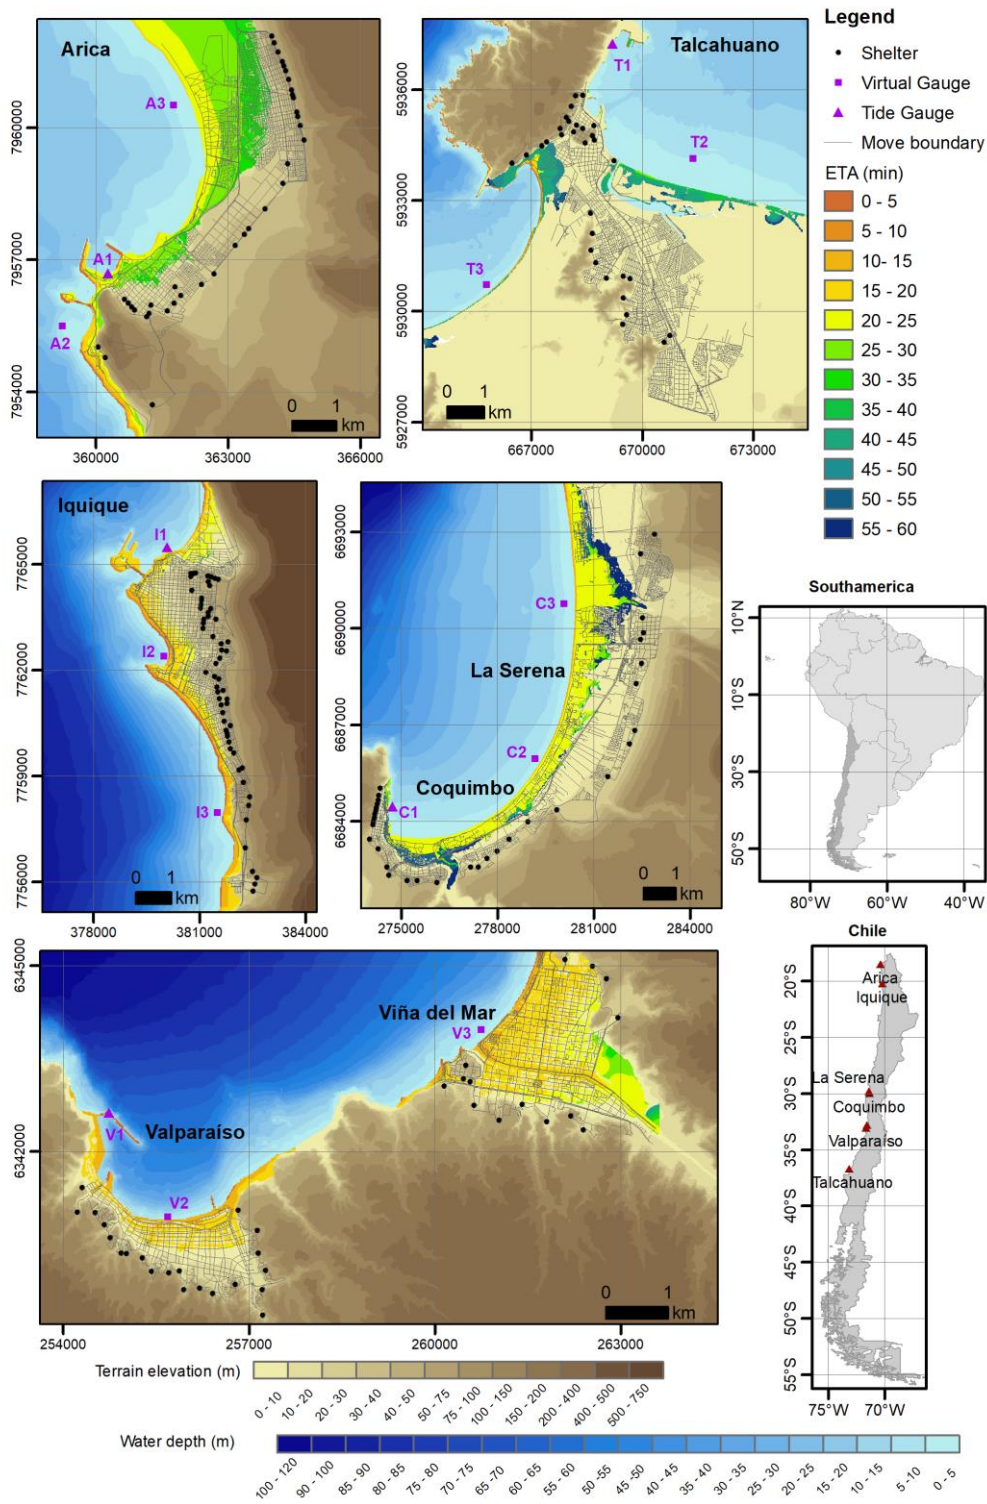 Legend
Shelter
Virtual Gauge
Tide Gauge
Move boundary
ETA (min)
0 - 5
5 - 10
10- 15
15 - 20
20 - 25
25 - 30
30 - 35
35 - 40
40 - 45
45 - 50
50 - 55
55 - 60
Arica
A3
A1
A2
0 1
km
7960000
7957000
7954000
360000 363000 366000
Talcahuano
T1
T2
T3
0 1
km
5936000
5933000
5930000
5927000
667000 670000 673000
Iquique
I1
I2
I3
0 1
km
7765000
7762000
7759000
7756000
378000 381000 384000
La Serena
Coquimbo
C3
C2
C1
0 1
km
6693000
6690000
6687000
6684000
275000 278000 281000 284000
Southamerica
10°N
10°S
30°S
50°S
80°W 60°W 40°W
Viña del Mar
V3
V1
Valparaíso
V2
0 1
km
6345000
6342000
254000 257000 260000 263000
Chile
Arica
Iquique
La Serena
Coquimbo
Valparaíso
Talcahuano
20°S
25°S
30°S
35°S
40°S
45°S
50°S
55°S
75°W 70°W
Terrain elevation (m)
0 - 10
10 - 20
20 - 30
30 - 40
40 - 50
50 - 75
75 - 100
100 - 150
150 - 200
200 - 400
400 - 500
500 - 750
Water depth (m)
100 - 120
90 - 100
85 - 90
80 - 85
75 - 80
70 - 75
65 - 70
60 - 65
55 - 60
50 - 55
45 - 50
40 - 45
35 - 40
30 - 35
25 - 30
20 - 25
15 - 20
10 - 15
5 - 10
0 - 5